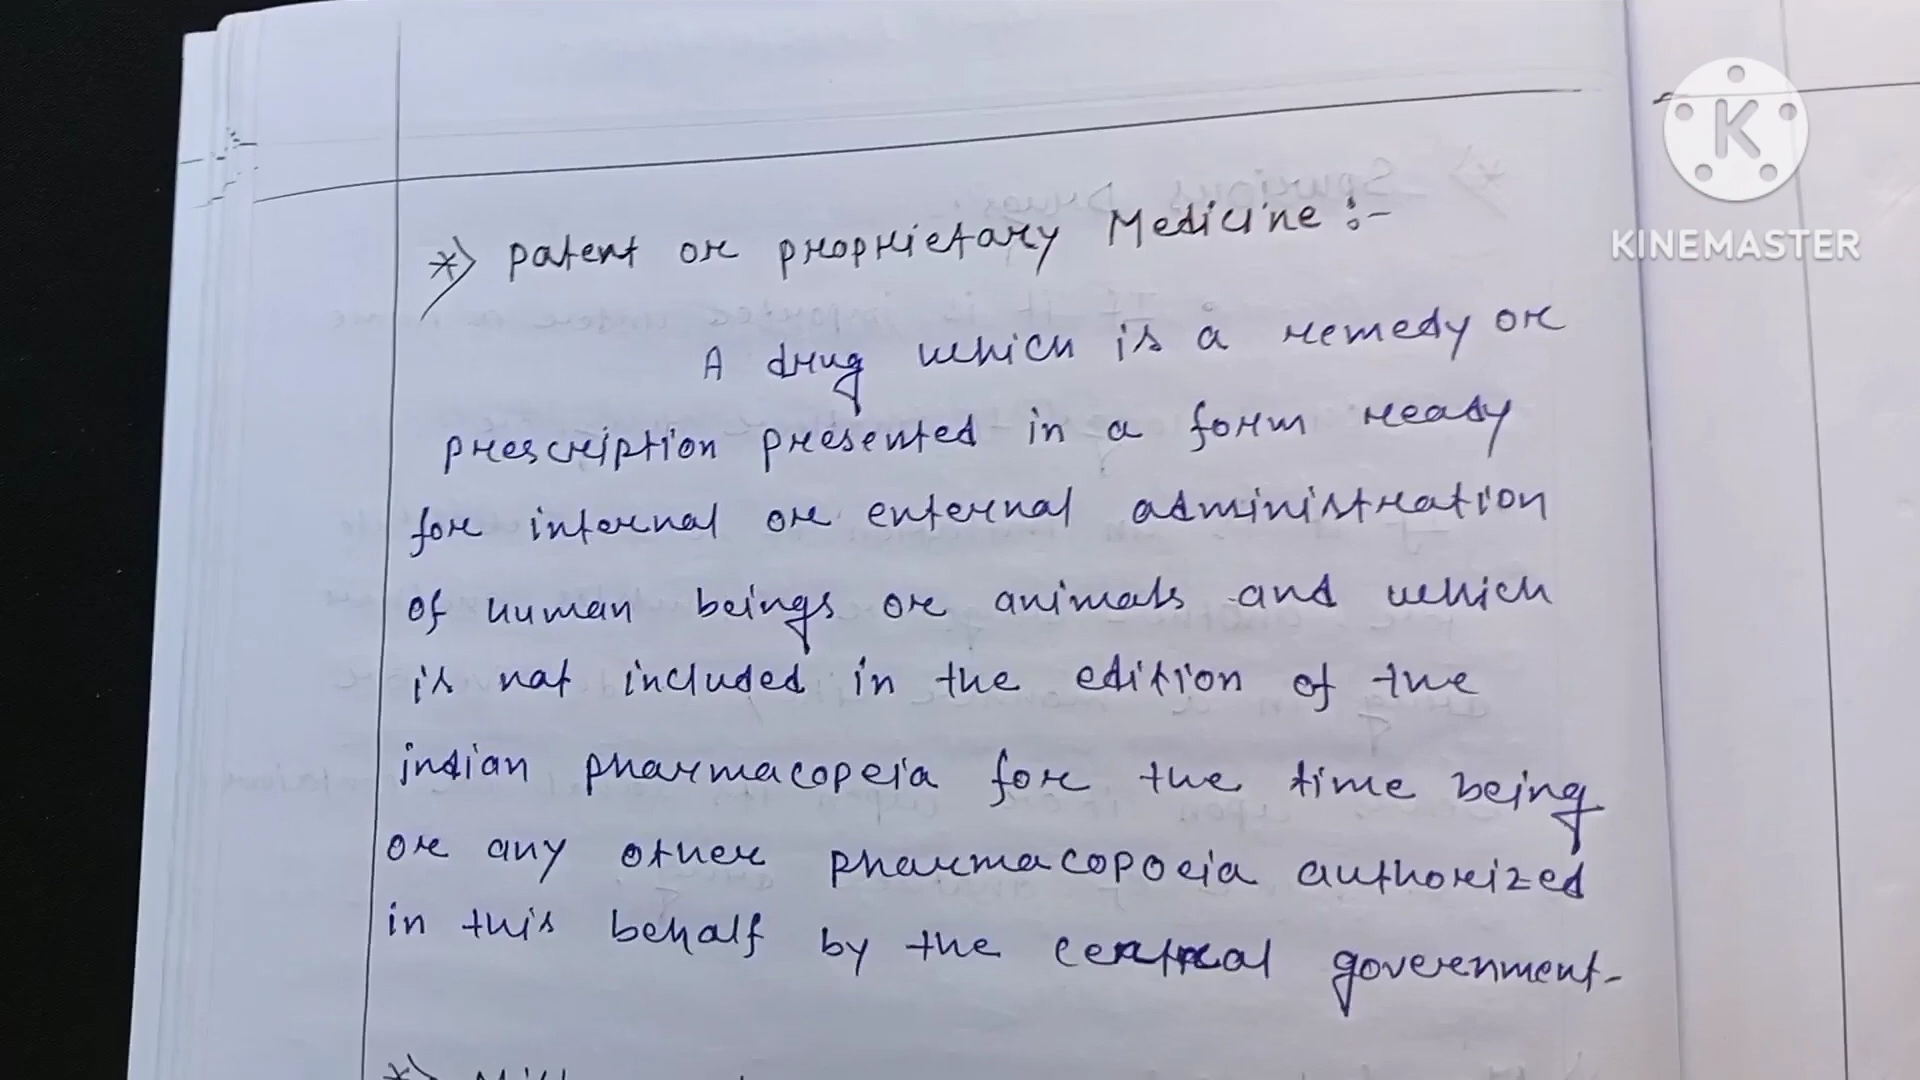 K
KINEMASTER
*) Patent or proprietary Medicine :-
A drug which is a remedy or
prescription presented in a form ready
for internal or enternal administration
of human beings or animals and which
is not included in the edition of the
indian pharmacopeia for the time being
or any other pharmacopoeia authorized
in this behalf by the central government-